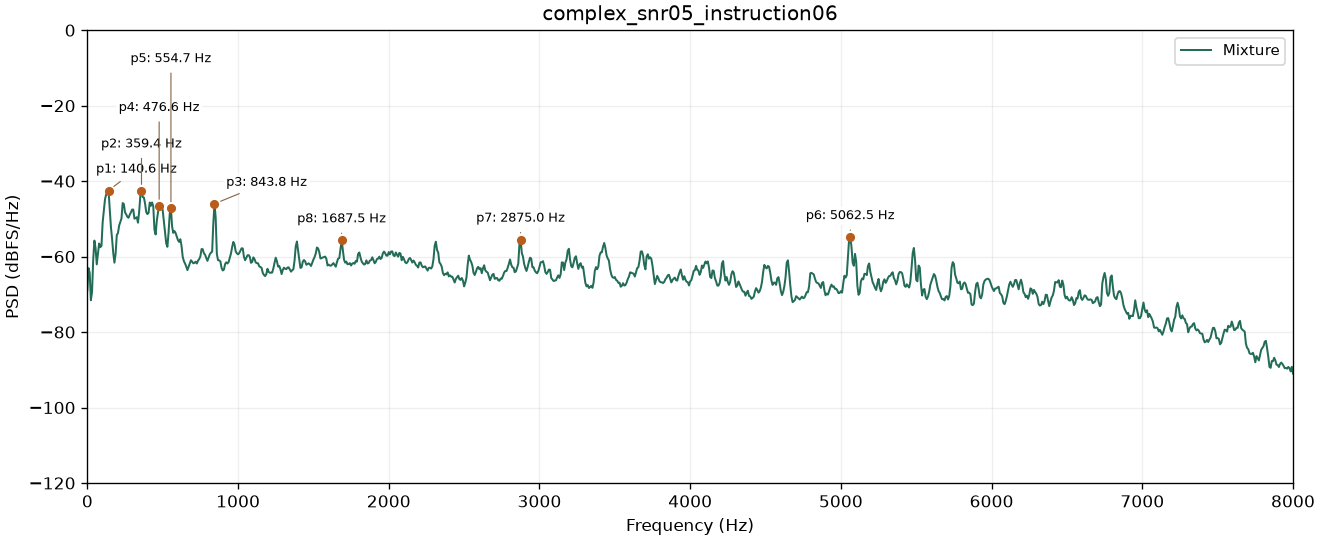 complex_snr05_instruction06
Mixture
p5: 554.7 Hz
p4: 476.6 Hz
p2: 359.4 Hz
p1: 140.6 Hz
p3: 843.8 Hz
p8: 1687.5 Hz
p7: 2875.0 Hz
p6: 5062.5 Hz
PSD (dBFS/Hz)
0
−20
−40
−60
−80
−100
−120
0
1000
2000
3000
4000
5000
6000
7000
8000
Frequency (Hz)